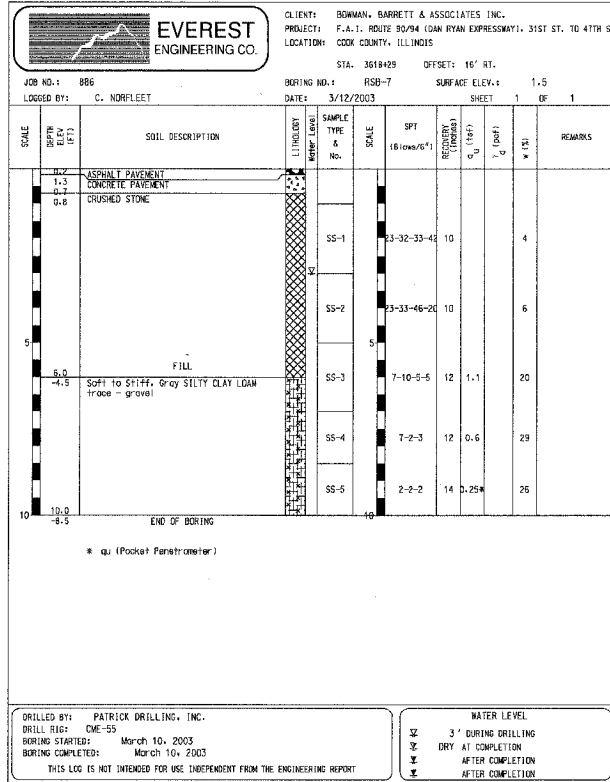 EVEREST
ENGINEERING CO.
CLIENT: BOWMAN, BARRETT & ASSOCIATES INC.
PROJECT: F.A.I. ROUTE 90/94 (DAN RYAN EXPRESSWAY), 31ST ST. TO 47TH S
LOCATION: COOK COUNTY, ILLINOIS
STA. 3618+29 OFFSET: 16' RT.
JOB NO.: 886 BORING NO.: RSB-7 SURFACE ELEV.: 1.5
LOGGED BY: C. NORFLEET DATE: 3/12/2003 SHEET 1 OF 1
SCALE DEPTH ELEV (FT) SOIL DESCRIPTION LITHOLOGY Water Level SAMPLE TYPE & No. SCALE SPT (Blows/6") RECOVERY (inches) qu (tsf) γd (pcf) w (%) REMARKS
0.2 ASPHALT PAVEMENT
1.3 CONCRETE PAVEMENT
0.7
0.8 CRUSHED STONE
SS-1 23-32-33-42 10 4
SS-2 23-33-46-20 10 6
5 5
FILL
6.0
-4.5 Soft to Stiff, Gray SILTY CLAY LOAM
trace - gravel
SS-3 7-10-5-5 12 1.1 20
SS-4 7-2-3 12 0.6 29
SS-5 2-2-2 14 0.25* 26
10 10.0 10
-8.5 END OF BORING
* qu (Pocket Penetrometer)
DRILLED BY: PATRICK DRILLING, INC.
DRILL RIG: CME-55
BORING STARTED: March 10, 2003
BORING COMPLETED: March 10, 2003
THIS LOG IS NOT INTENDED FOR USE INDEPENDENT FROM THE ENGINEERING REPORT
WATER LEVEL
3' DURING DRILLING
DRY AT COMPLETION
AFTER COMPLETION
AFTER COMPLETION